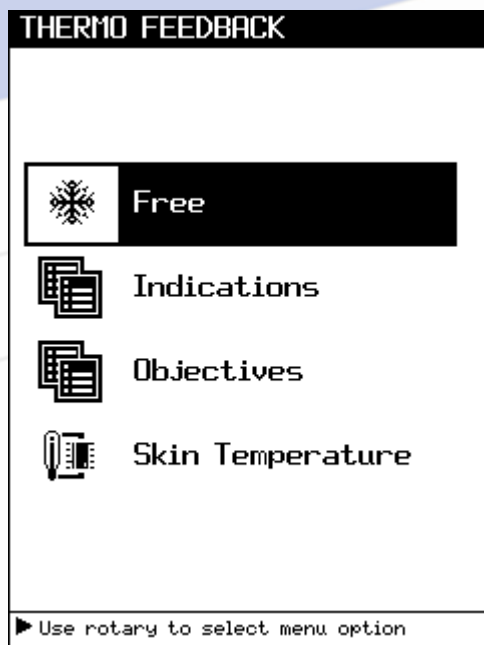 THERMO FEEDBACK
Free
Indications
Objectives
Skin Temperature
Use rotary to select menu option